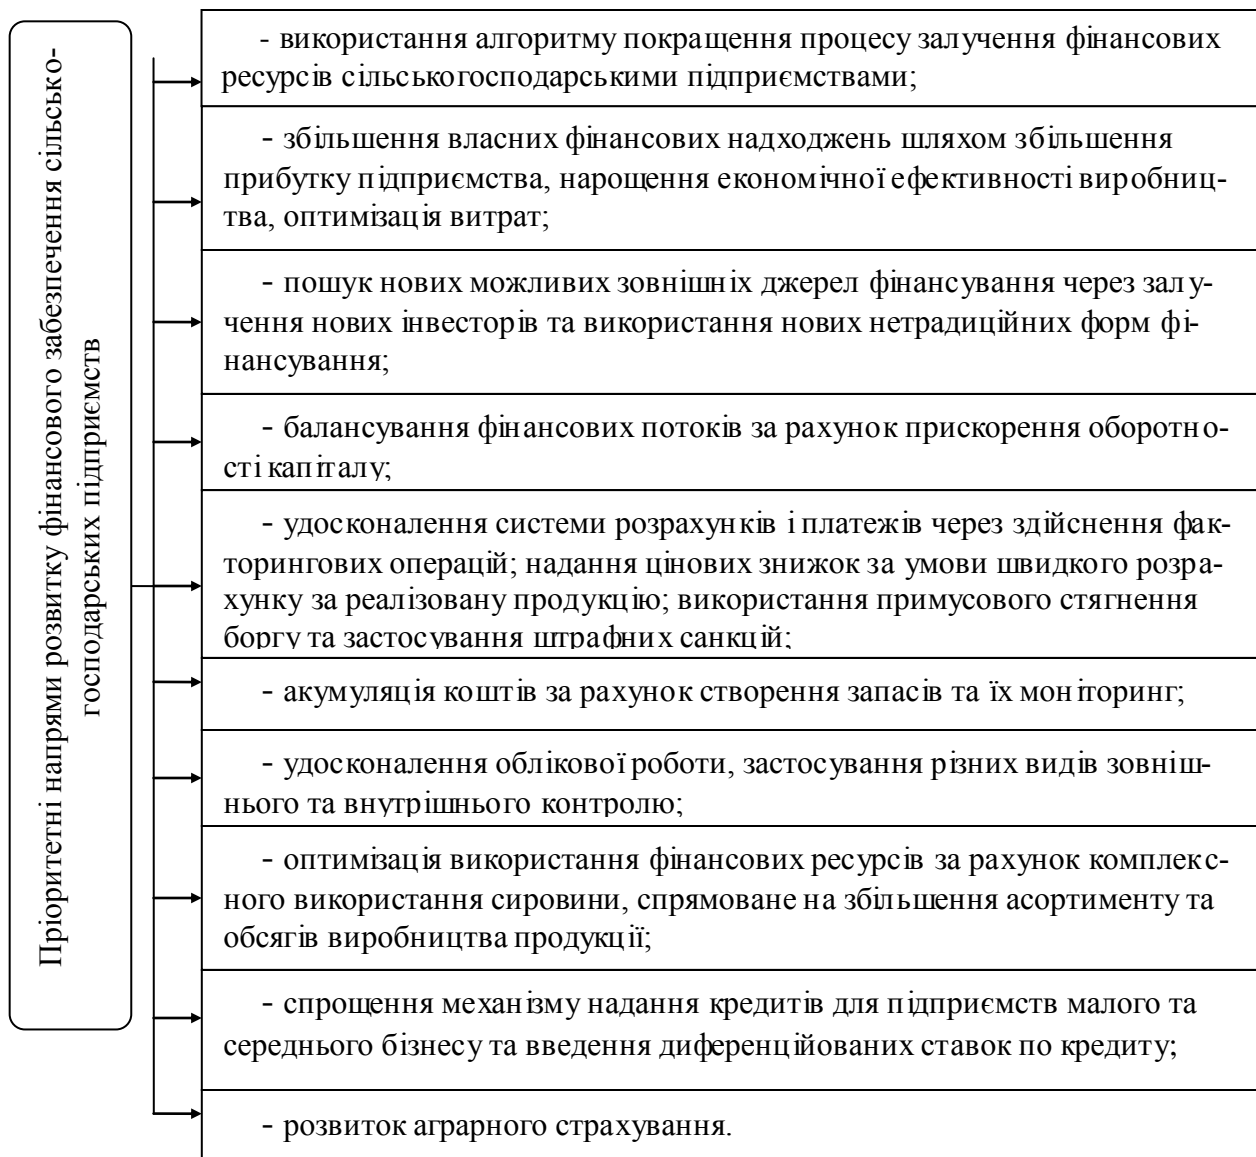 Пріоритетні напрями розвитку фінансового забезпечення сільсько-
господарських підприємств
- використання алгоритму покращення процесу залучення фінансових
ресурсів сільськогосподарськими підприємствами;
- збільшення власних фінансових надходжень шляхом збільшення
прибутку підприємства, нарощення економічної ефективності виробниц-
тва, оптимізація витрат;
- пошук нових можливих зовнішніх джерел фінансування через залу-
чення нових інвесторів та використання нових нетрадиційних форм фі-
нансування;
- балансування фінансових потоків за рахунок прискорення оборотно-
сті капіталу;
- удосконалення системи розрахунків і платежів через здійснення фак-
торингових операцій; надання цінових знижок за умови швидкого розра-
хунку за реалізовану продукцію; використання примусового стягнення
боргу та застосування штрафних санкцій;
- акумуляція коштів за рахунок створення запасів та їх моніторинг;
- удосконалення облікової роботи, застосування різних видів зовніш-
нього та внутрішнього контролю;
- оптимізація використання фінансових ресурсів за рахунок комплекс-
ного використання сировини, спрямоване на збільшення асортименту та
обсягів виробництва продукції;
- спрощення механізму надання кредитів для підприємств малого та
середнього бізнесу та введення диференційованих ставок по кредиту;
- розвиток аграрного страхування.